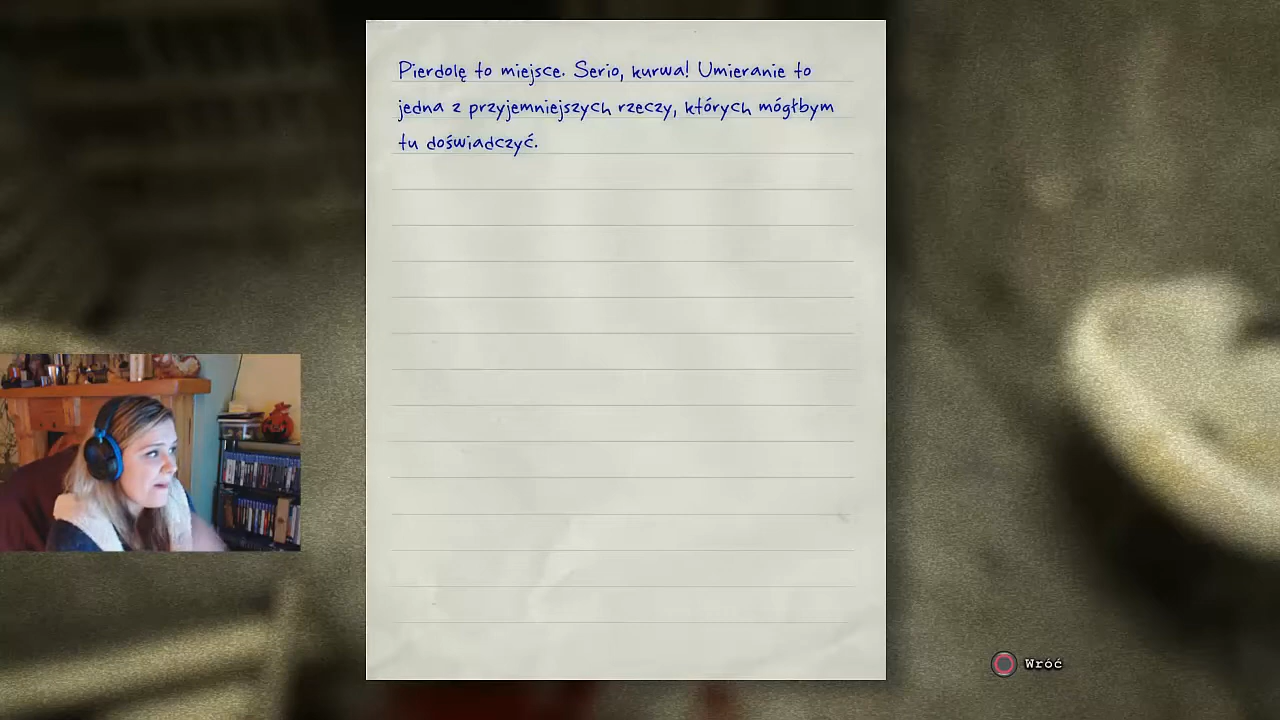 Pierdolę to miejsce. Serio, kurwa! Umieranie to
jedna z przyjemniejszych rzeczy, których mógłbym
tu doświadczyć.
Wróć